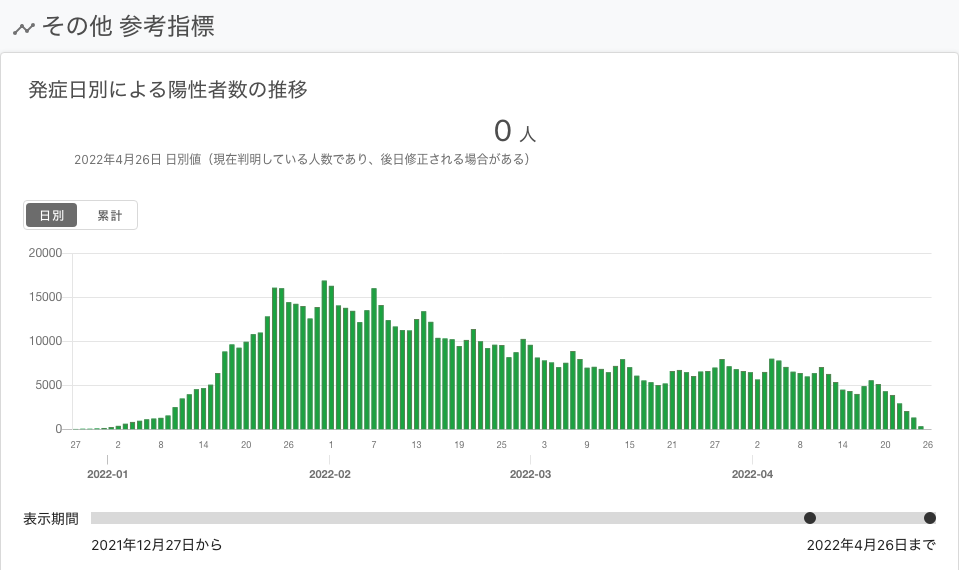 その他 参考指標
発症日別による陽性者数の推移
0 人
2022年4月26日 日別値（現在判明している人数であり、後日修正される場合がある）
日別 累計
20000
15000
10000
5000
0
27 2 8 14 20 26 1 7 13 19 25 3 9 15 21 27 2 8 14 20 26
2022-01 2022-02 2022-03 2022-04
表示期間
2021年12月27日から 2022年4月26日まで